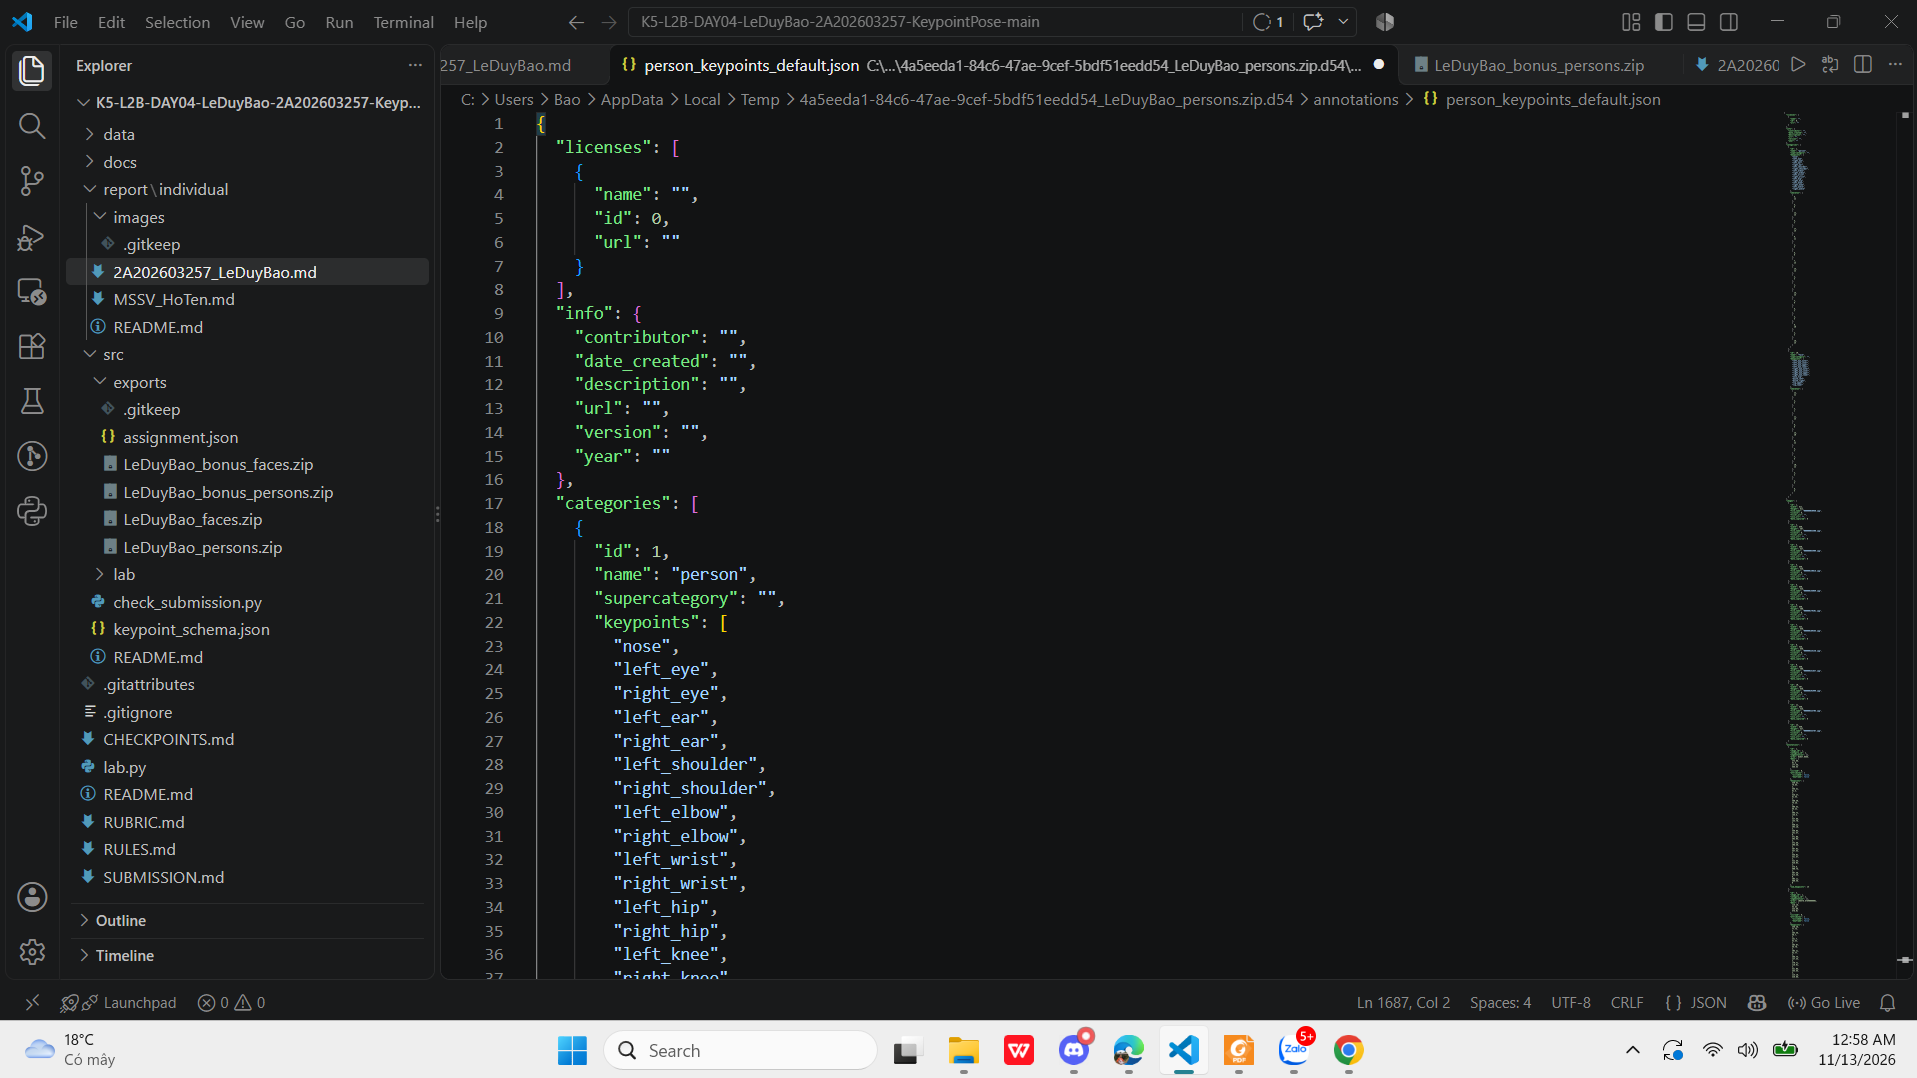 File Edit Selection View Go Run Terminal Help
K5-L2B-DAY04-LeDuyBao-2A202603257-KeypointPose-main
1
Explorer
K5-L2B-DAY04-LeDuyBao-2A202603257-Keyp...
data
docs
report\individual
images
.gitkeep
2A202603257_LeDuyBao.md
MSSV_HoTen.md
README.md
src
exports
.gitkeep
assignment.json
LeDuyBao_bonus_faces.zip
LeDuyBao_bonus_persons.zip
LeDuyBao_faces.zip
LeDuyBao_persons.zip
lab
check_submission.py
keypoint_schema.json
README.md
.gitattributes
.gitignore
CHECKPOINTS.md
lab.py
README.md
RUBRIC.md
RULES.md
SUBMISSION.md
Outline
Timeline
257_LeDuyBao.md
person_keypoints_default.json C:\...\4a5eeda1-84c6-47ae-9cef-5bdf51eedd54_LeDuyBao_persons.zip.d54\...
LeDuyBao_bonus_persons.zip
2A20260
C: > Users > Bao > AppData > Local > Temp > 4a5eeda1-84c6-47ae-9cef-5bdf51eedd54_LeDuyBao_persons.zip.d54 > annotations > {} person_keypoints_default.json
1 {
2 "licenses": [
3 {
4 "name": "",
5 "id": 0,
6 "url": ""
7 }
8 ],
9 "info": {
10 "contributor": "",
11 "date_created": "",
12 "description": "",
13 "url": "",
14 "version": "",
15 "year": ""
16 },
17 "categories": [
18 {
19 "id": 1,
20 "name": "person",
21 "supercategory": "",
22 "keypoints": [
23 "nose",
24 "left_eye",
25 "right_eye",
26 "left_ear",
27 "right_ear",
28 "left_shoulder",
29 "right_shoulder",
30 "left_elbow",
31 "right_elbow",
32 "left_wrist",
33 "right_wrist",
34 "left_hip",
35 "right_hip",
36 "left_knee",
37 "right_knee"
Launchpad 0 0
Ln 1687, Col 2 Spaces: 4 UTF-8 CRLF {} JSON Go Live
18°C
Có mây
Search
W
PDF
Zalo
5+
12:58 AM
11/13/2026